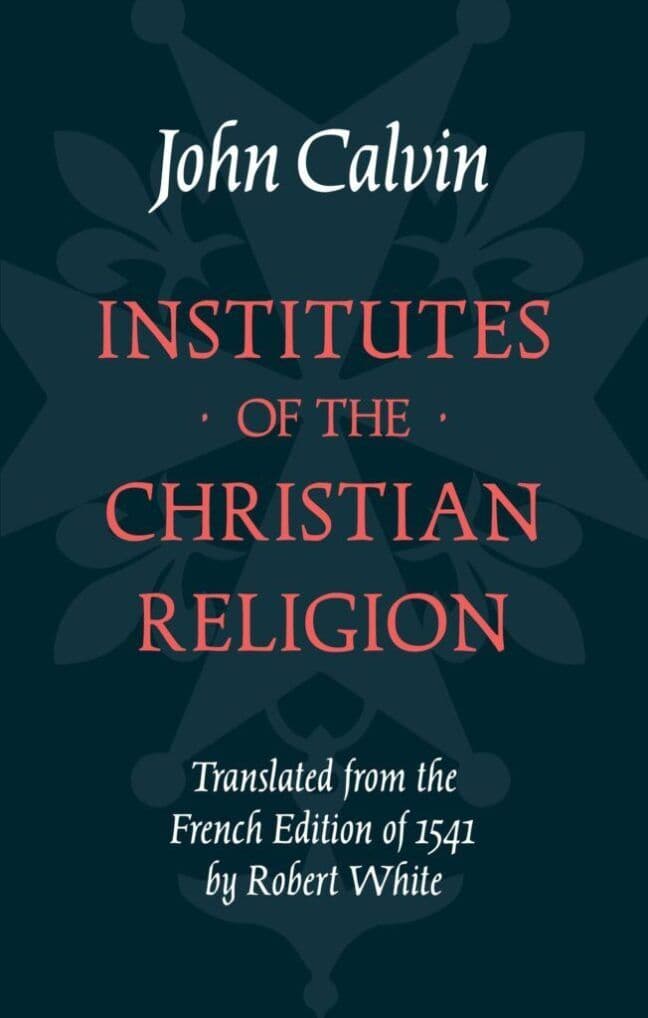 John Calvin
INSTITUTES
· OF THE ·
CHRISTIAN
RELIGION
Translated from the
French Edition of 1541
by Robert White